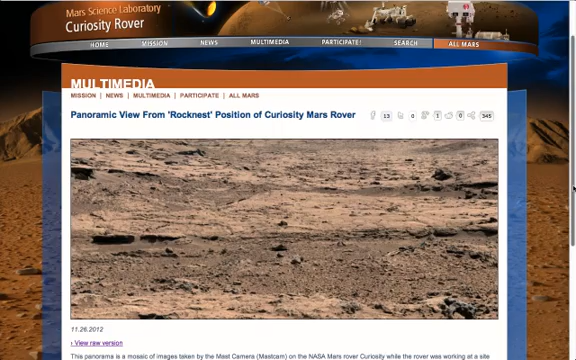 Mars Science Laboratory
Curiosity Rover
HOME MISSION NEWS MULTIMEDIA PARTICIPATE! SEARCH ALL MARS
MULTIMEDIA
MISSION | NEWS | MULTIMEDIA | PARTICIPATE | ALL MARS
Panoramic View From 'Rocknest' Position of Curiosity Mars Rover 13 0 1 0 345
11.26.2012
› View raw version
This panorama is a mosaic of images taken by the Mast Camera (Mastcam) on the NASA Mars rover Curiosity while the rover was working at a site